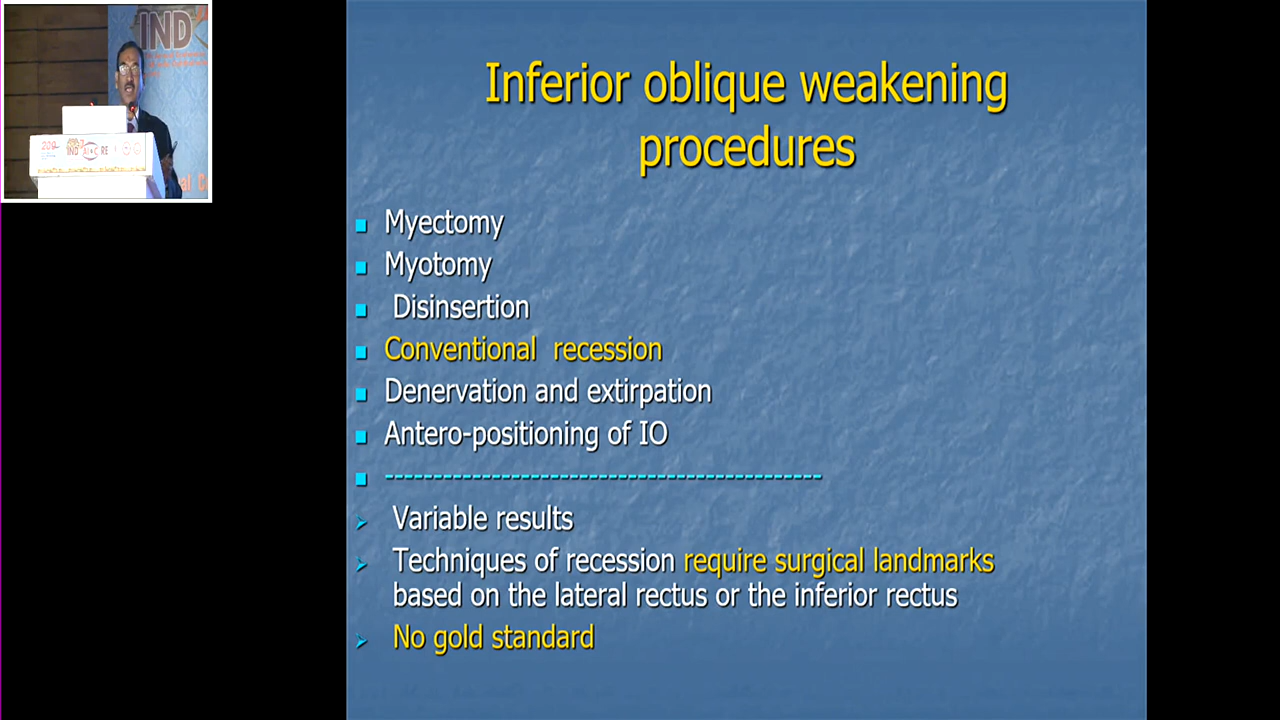 IND
Inferior oblique weakening
procedures
Myectomy
Myotomy
Disinsertion
Conventional recession
Denervation and extirpation
Antero-positioning of IO
---------------------------------------------
Variable results
Techniques of recession require surgical landmarks
based on the lateral rectus or the inferior rectus
No gold standard